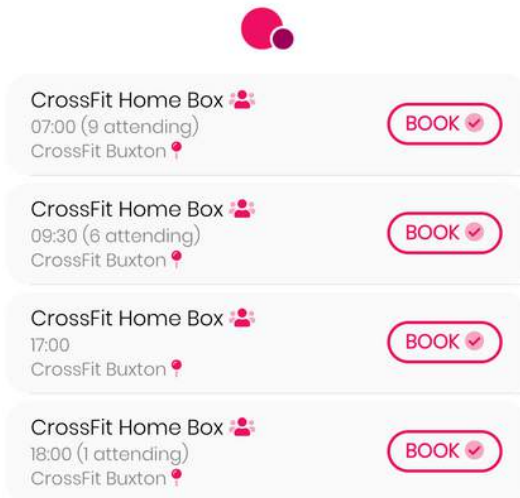 CrossFit Home Box
07:00 (9 attending)
CrossFit Buxton
BOOK
CrossFit Home Box
09:30 (6 attending)
CrossFit Buxton
BOOK
CrossFit Home Box
17:00
CrossFit Buxton
BOOK
CrossFit Home Box
18:00 (1 attending)
CrossFit Buxton
BOOK